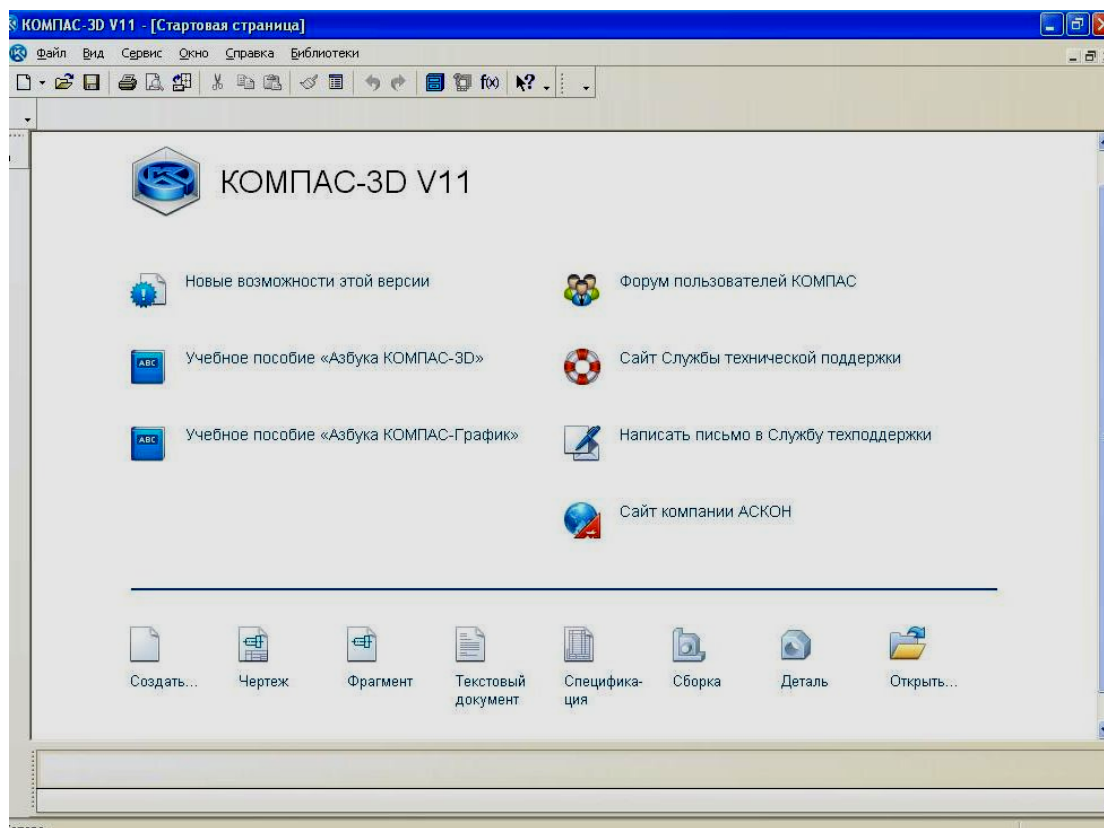 КОМПАС-3D V11 - [Стартовая страница]
Файл Вид Сервис Окно Справка Библиотеки
f(x)
КОМПАС-3D V11
Новые возможности этой версии
Форум пользователей КОМПАС
ABC
Учебное пособие «Азбука КОМПАС-3D»
Сайт Службы технической поддержки
ABC
Учебное пособие «Азбука КОМПАС-График»
Написать письмо в Службу техподдержки
Сайт компании АСКОН
Создать... Чертеж Фрагмент Текстовый Специфика- Сборка Деталь Открыть...
документ ция